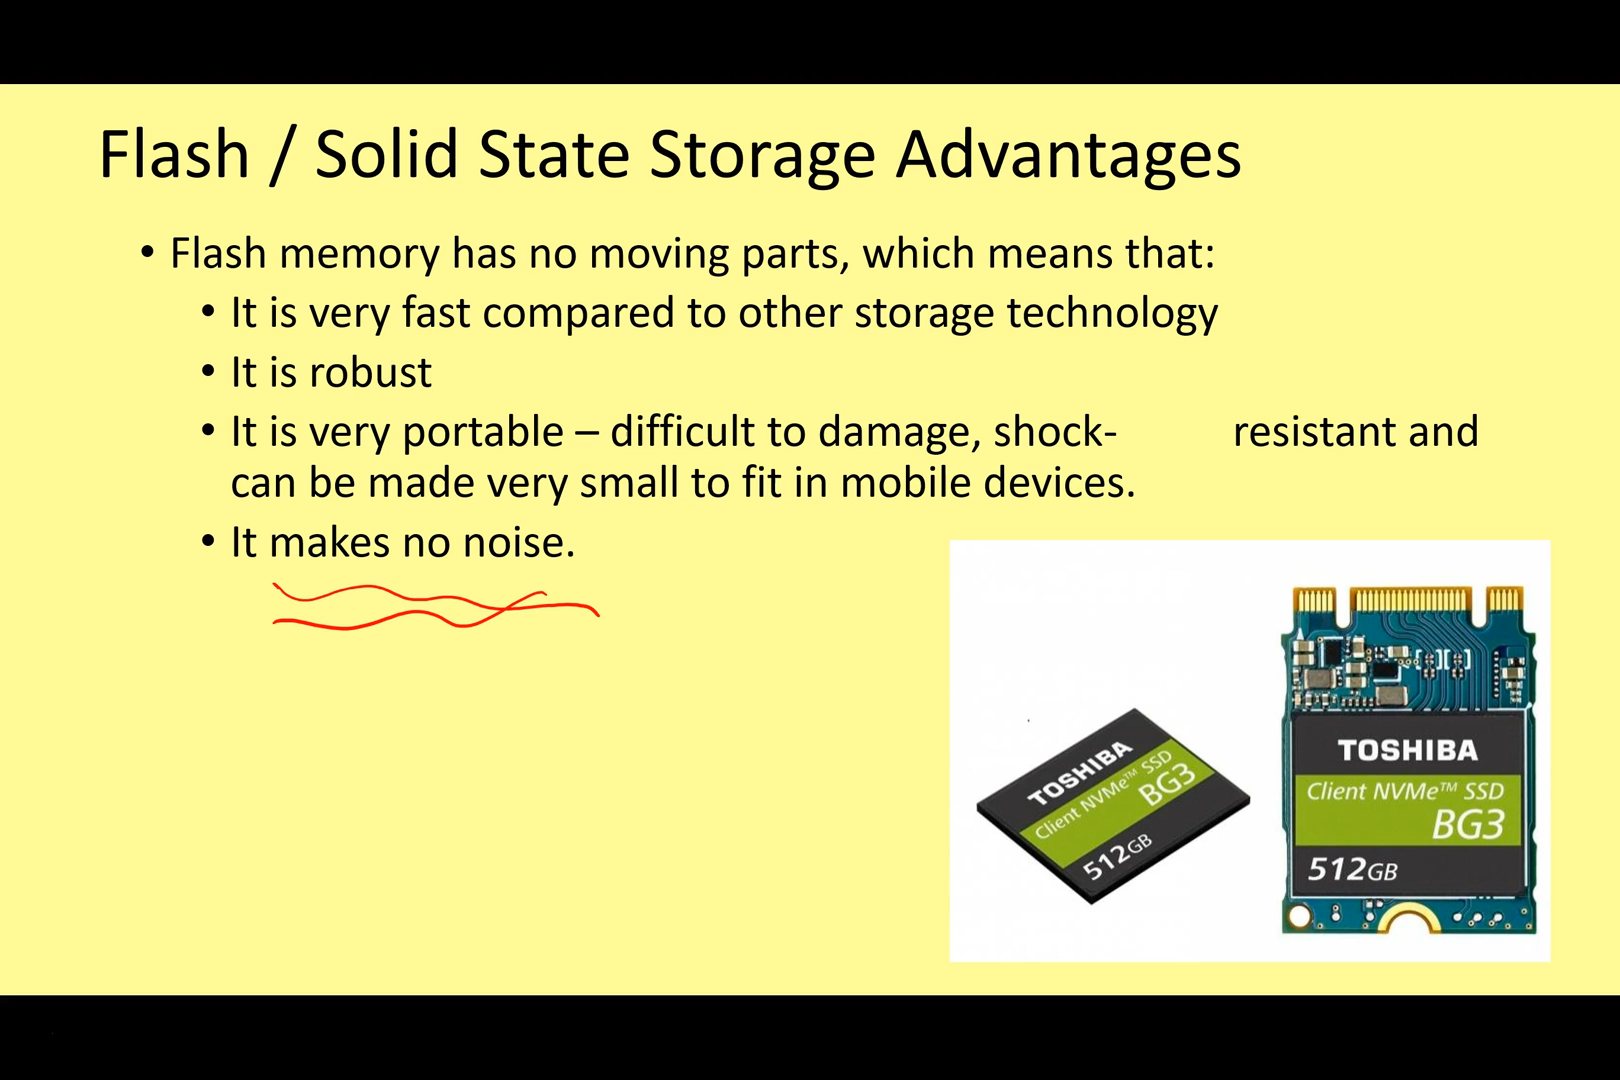 Flash / Solid State Storage Advantages
• Flash memory has no moving parts, which means that:
• It is very fast compared to other storage technology
• It is robust
• It is very portable – difficult to damage, shock- resistant and
can be made very small to fit in mobile devices.
• It makes no noise.
TOSHIBA
Client NVMe™ SSD
BG3
512GB
TOSHIBA
Client NVMe™ SSD
BG3
512GB